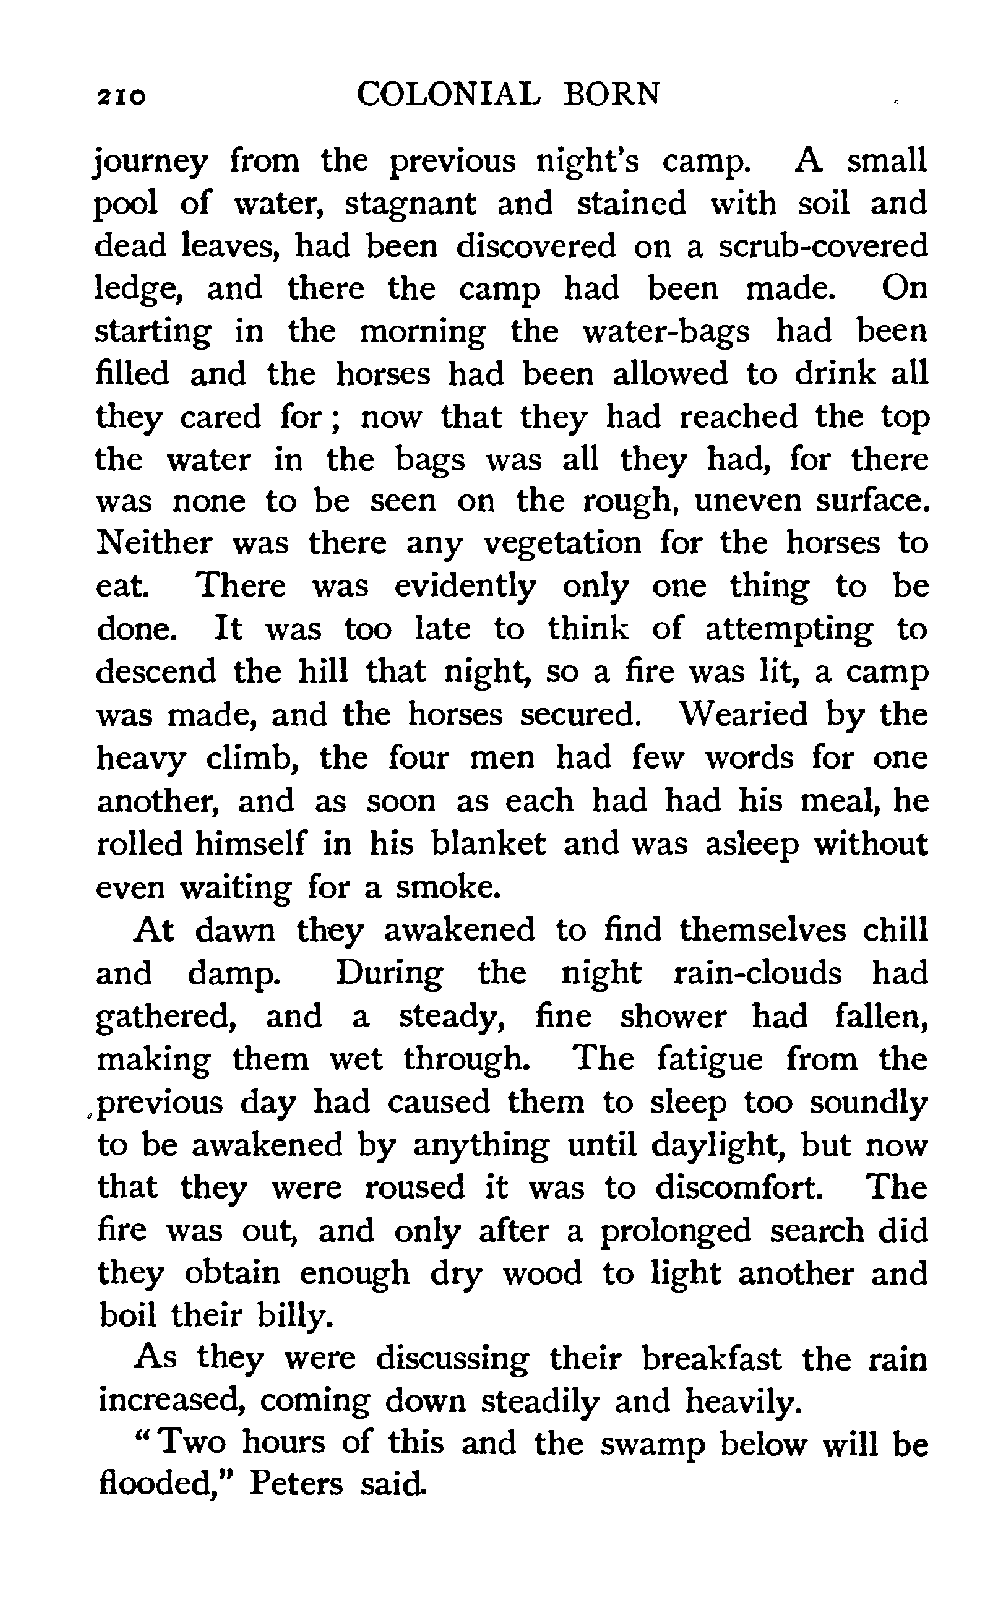 210 COLONIAL BORN
journey from the previous night's camp. A small
pool of water, stagnant and stained with soil and
dead leaves, had been discovered on a scrub-covered
ledge, and there the camp had been made. On
starting in the morning the water-bags had been
filled and the horses had been allowed to drink all
they cared for; now that they had reached the top
the water in the bags was all they had, for there
was none to be seen on the rough, uneven surface.
Neither was there any vegetation for the horses to
eat. There was evidently only one thing to be
done. It was too late to think of attempting to
descend the hill that night, so a fire was lit, a camp
was made, and the horses secured. Wearied by the
heavy climb, the four men had few words for one
another, and as soon as each had had his meal, he
rolled himself in his blanket and was asleep without
even waiting for a smoke.
At dawn they awakened to find themselves chill
and damp. During the night rain-clouds had
gathered, and a steady, fine shower had fallen,
making them wet through. The fatigue from the
previous day had caused them to sleep too soundly
to be awakened by anything until daylight, but now
that they were roused it was to discomfort. The
fire was out, and only after a prolonged search did
they obtain enough dry wood to light another and
boil their billy.
As they were discussing their breakfast the rain
increased, coming down steadily and heavily.
"Two hours of this and the swamp below will be
flooded," Peters said.